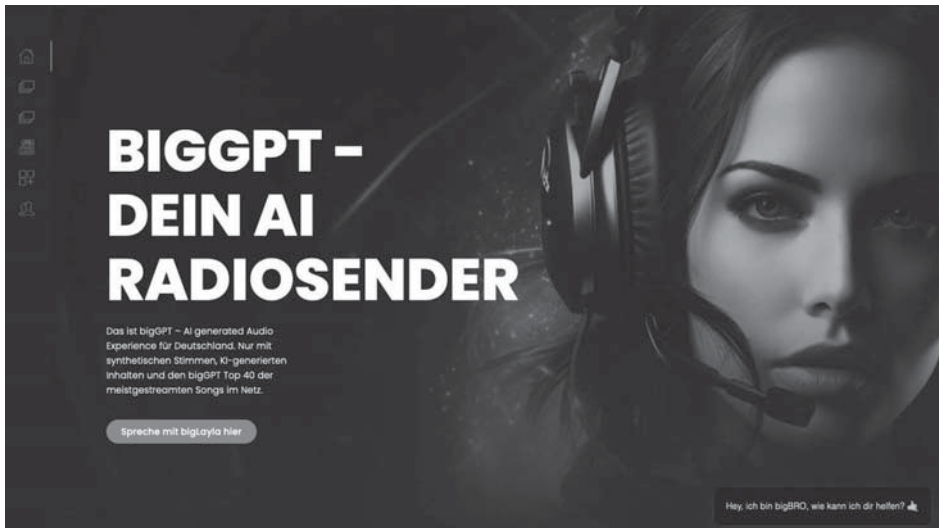 BIGGPT –
DEIN AI
RADIOSENDER
Das ist bigGPT – AI generated Audio
Experience für Deutschland. Nur mit
synthetischen Stimmen, KI-generierten
Inhalten und den bigGPT Top 40 der
meistgestreamten Songs im Netz.
Spreche mit bigLayla hier
Hey, ich bin bigBRO, wie kann ich dir helfen? 🤙